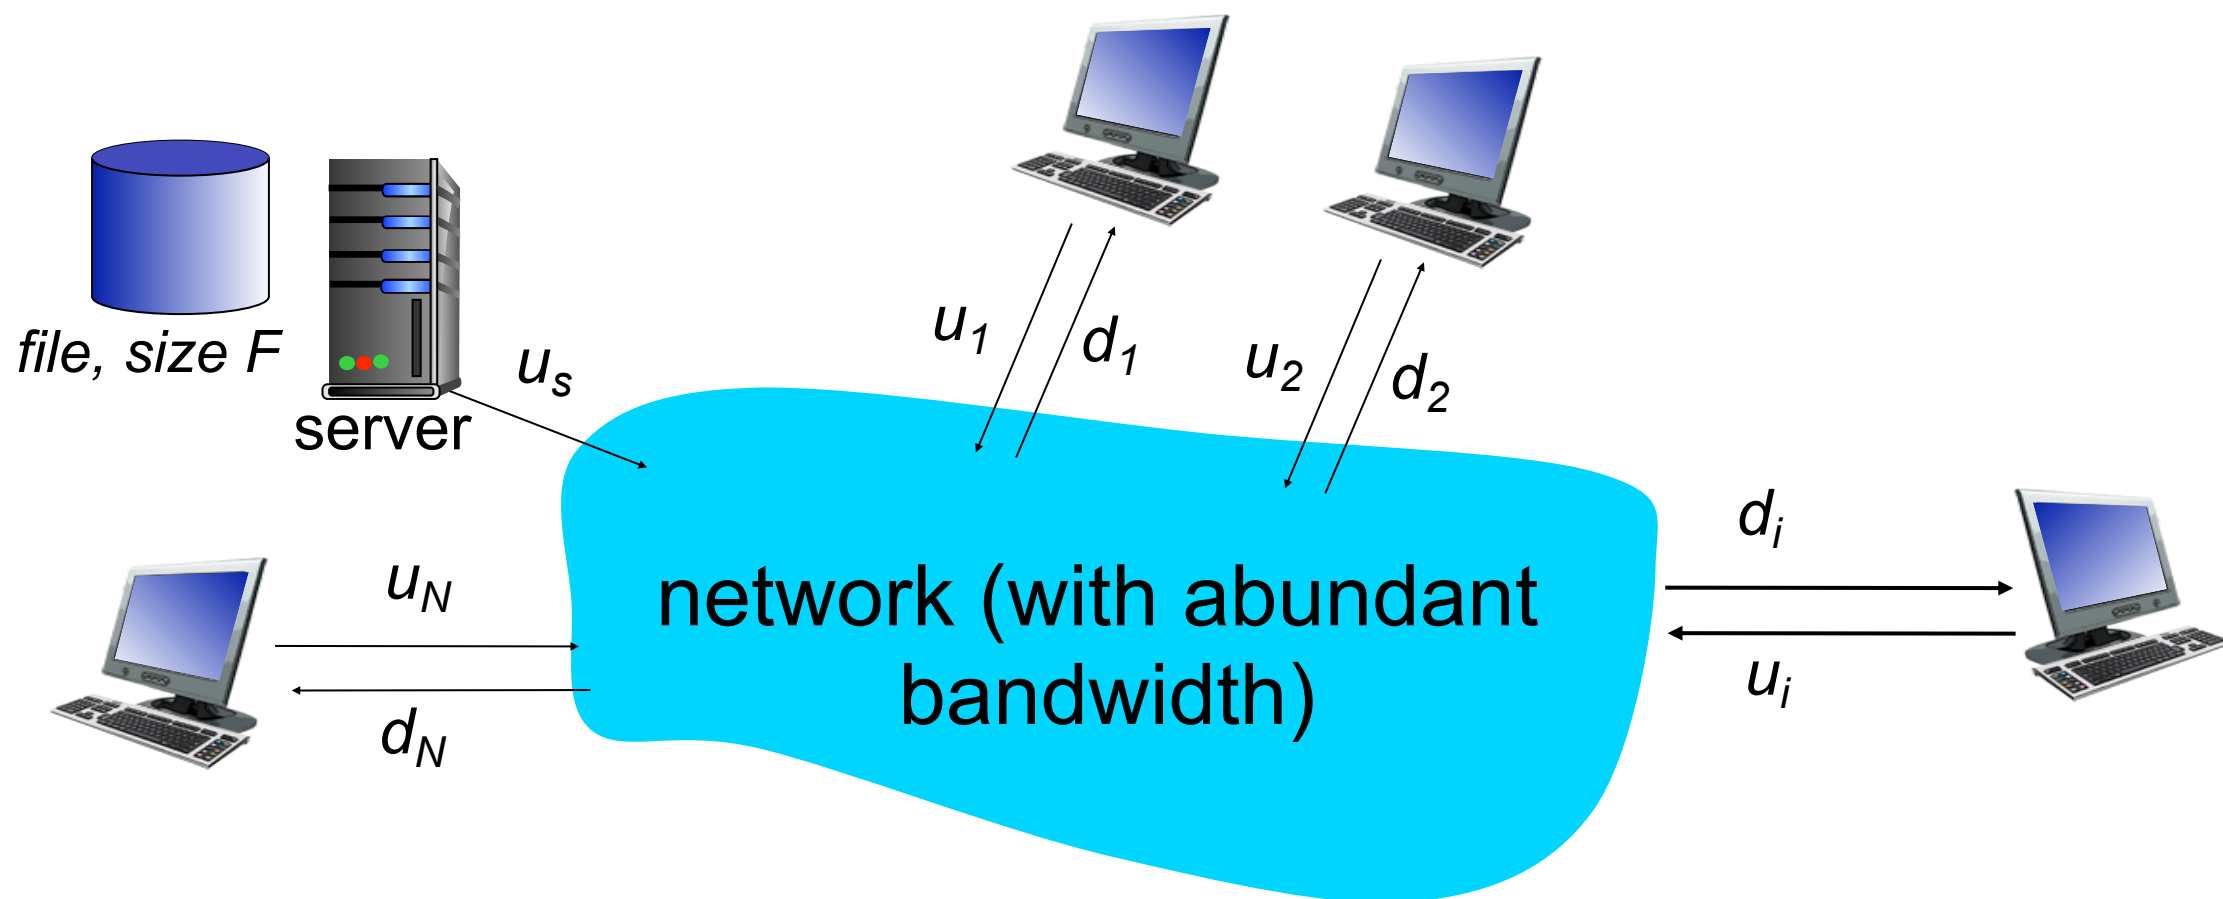 file, size F
server
u_s
u_1
d_1
u_2
d_2
d_i
u_i
u_N
d_N
network (with abundant
bandwidth)